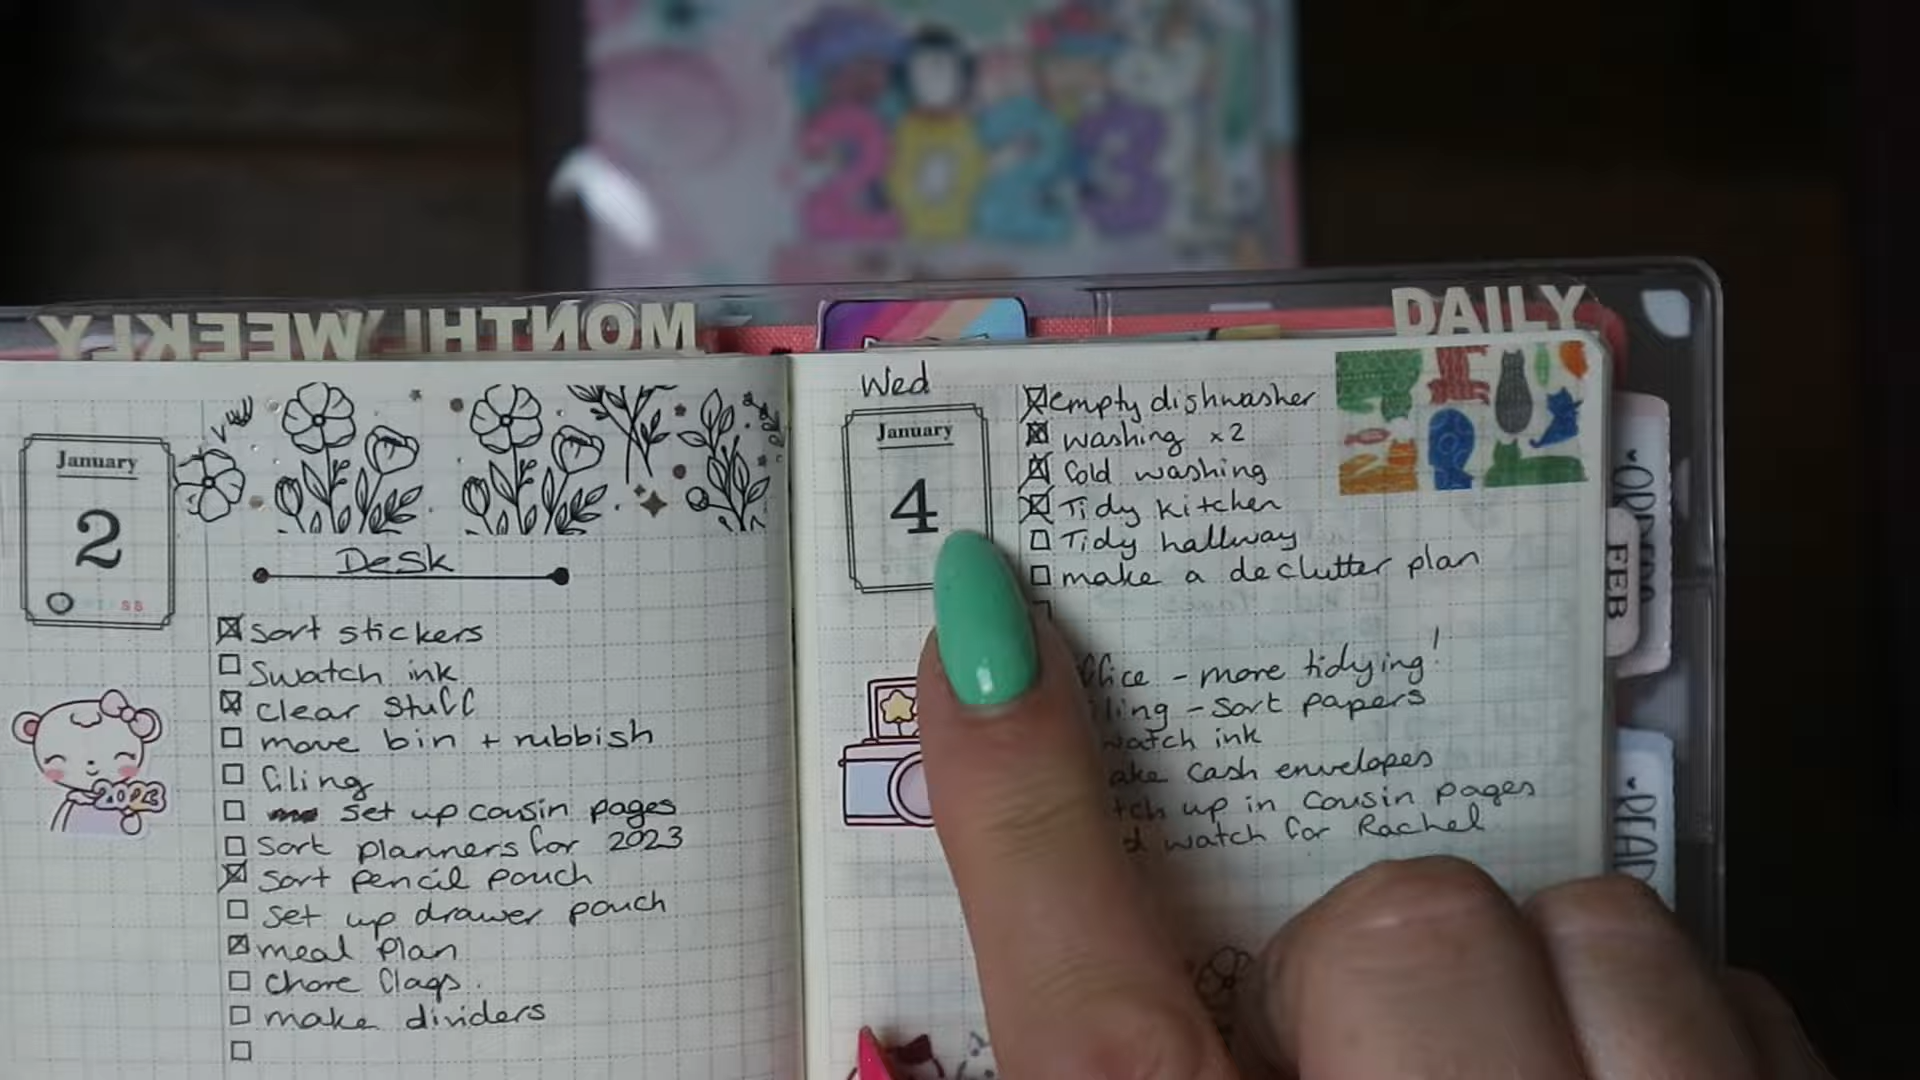 2023
WEEKLY
MONTHLY
DAILY
January
2
SS
Desk
Sort stickers
Swatch ink
clear stuff
move bin + rubbish
filing
set up cousin pages
Sort planners for 2023
Sort pencil pouch
Set up drawer pouch
meal plan
chore flags.
make dividers
2023
Wed
January
4
empty dishwasher
washing x2
fold washing
Tidy kitchen
Tidy hallway
make a declutter plan
- more tidying!
- sort papers
ink
cash envelopes
up in cousin pages
watch for Rachel
FEB